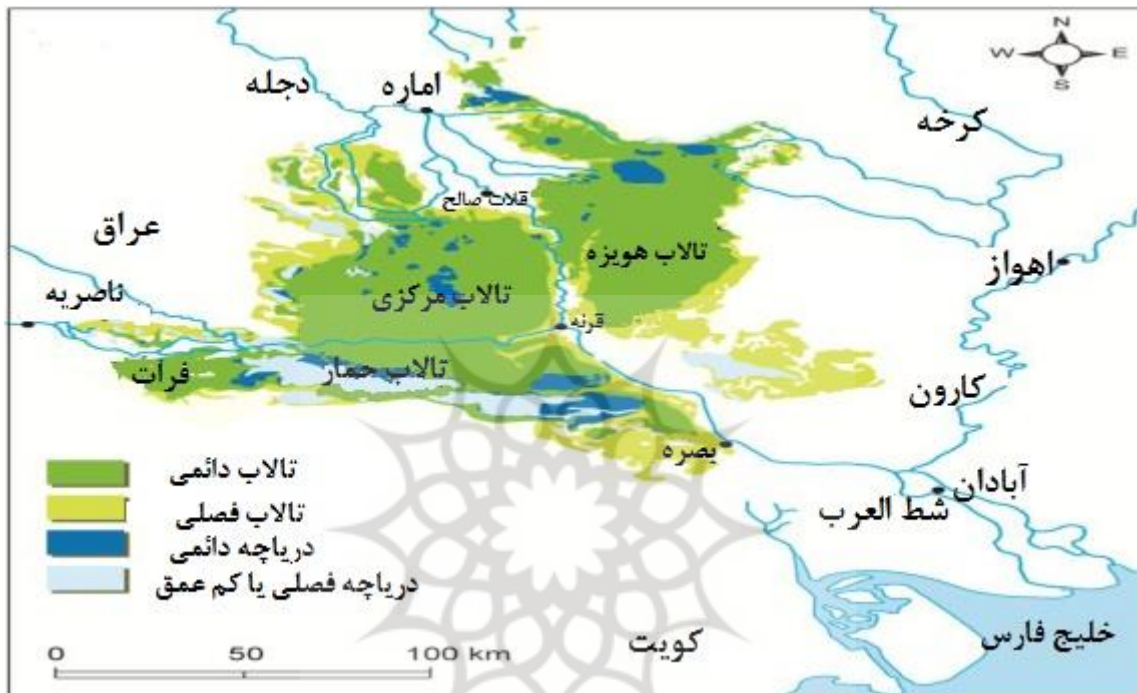 N
W E
S
دجله
اماره
کرخه
قلات صالح
عراق
تالاب هویزه
اهواز
ناصریه
تالاب مرکزی
قرنه
فرات
تالاب حمار
کارون
بصره
آبادان
شط العرب
تالاب دائمی
تالاب فصلی
دریاچه دائمی
دریاچه فصلی یا کم عمق
کویت
خلیج فارس
0 50 100 km